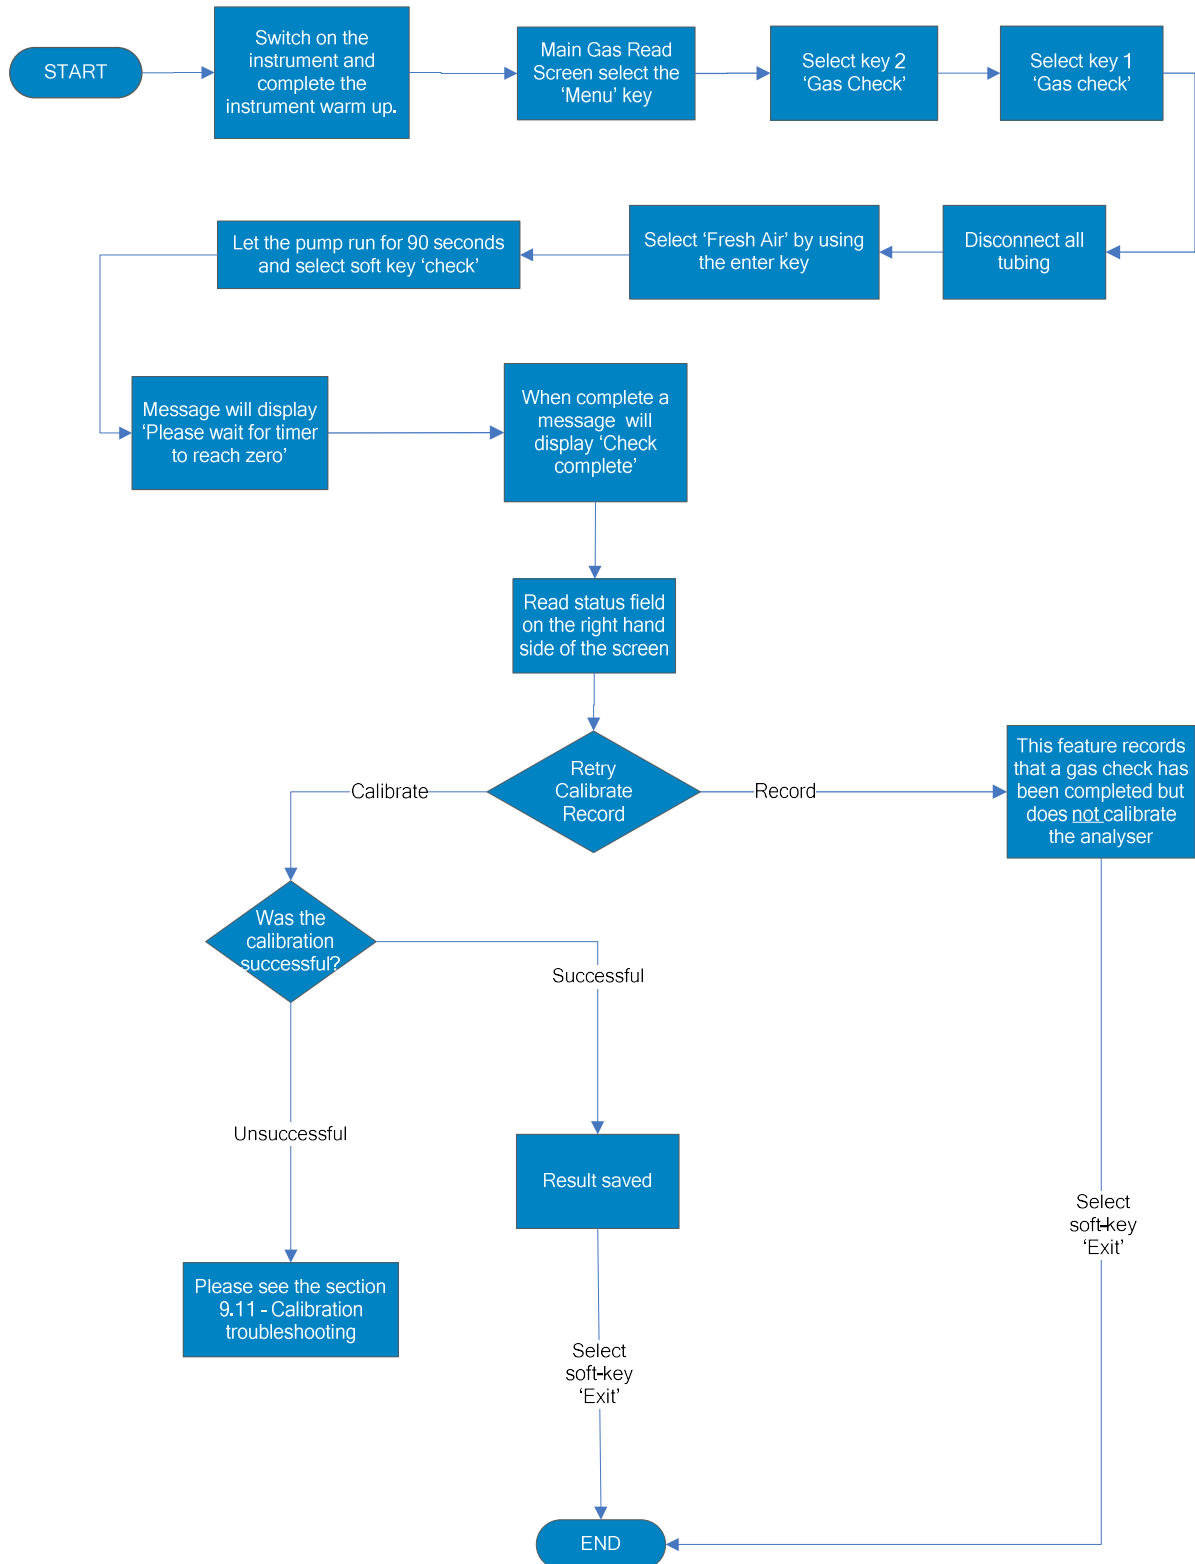 START
Switch on the
instrument and
complete the
instrument warm up.
Main Gas Read
Screen select the
‘Menu’ key
Select key 2
‘Gas Check’
Select key 1
‘Gas check’
Disconnect all
tubing
Select ‘Fresh Air’ by using
the enter key
Let the pump run for 90 seconds
and select soft key ‘check’
Message will display
‘Please wait for timer
to reach zero’
When complete a
message will
display ‘Check
complete’
Read status field
on the right hand
side of the screen
Retry
Calibrate
Record
Calibrate
Record
This feature records
that a gas check has
been completed but
does not calibrate
the analyser
Was the
calibration
successful?
Successful
Unsuccessful
Result saved
Please see the section
9.11 - Calibration
troubleshooting
Select
soft-key
‘Exit’
Select
soft-key
‘Exit’
END